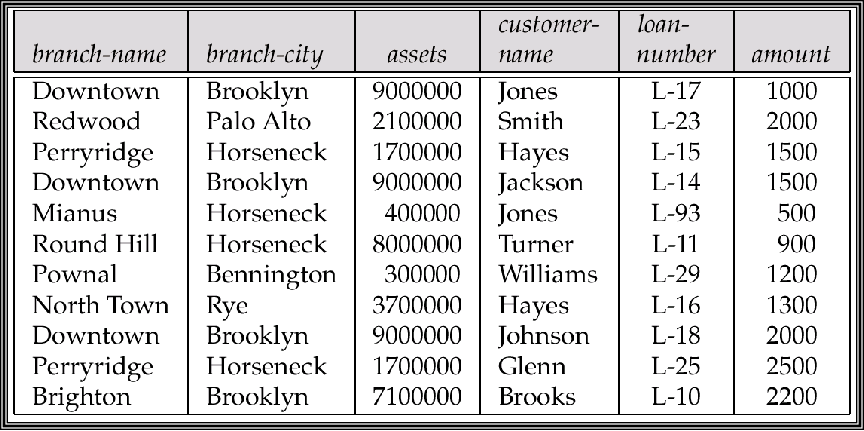 branch-name branch-city assets customer-name loan-number amount
Downtown Brooklyn 9000000 Jones L-17 1000
Redwood Palo Alto 2100000 Smith L-23 2000
Perryridge Horseneck 1700000 Hayes L-15 1500
Downtown Brooklyn 9000000 Jackson L-14 1500
Mianus Horseneck 400000 Jones L-93 500
Round Hill Horseneck 8000000 Turner L-11 900
Pownal Bennington 300000 Williams L-29 1200
North Town Rye 3700000 Hayes L-16 1300
Downtown Brooklyn 9000000 Johnson L-18 2000
Perryridge Horseneck 1700000 Glenn L-25 2500
Brighton Brooklyn 7100000 Brooks L-10 2200